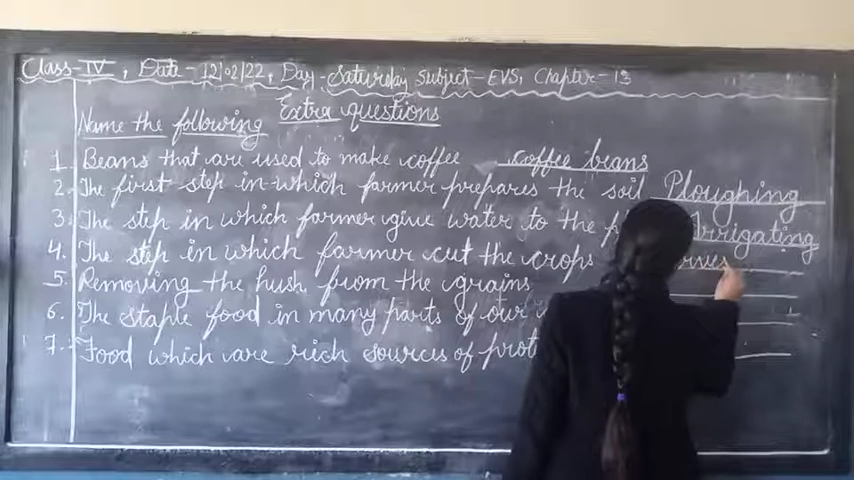 Class-IV, Date-12/02/22, Day-Saturday, Subject-EVS, Chapter-13
Extra questions
Name the following
1. Beans that are used to make coffee coffee beans
2. The first step in which farmer prepares the soil Ploughing
3. The step in which farmer give water to the Irrigating
4. The step in which farmer cut the crops
5. Removing the husk from the grains
6. The staple food in many parts of our
7. Food which are rich sources of